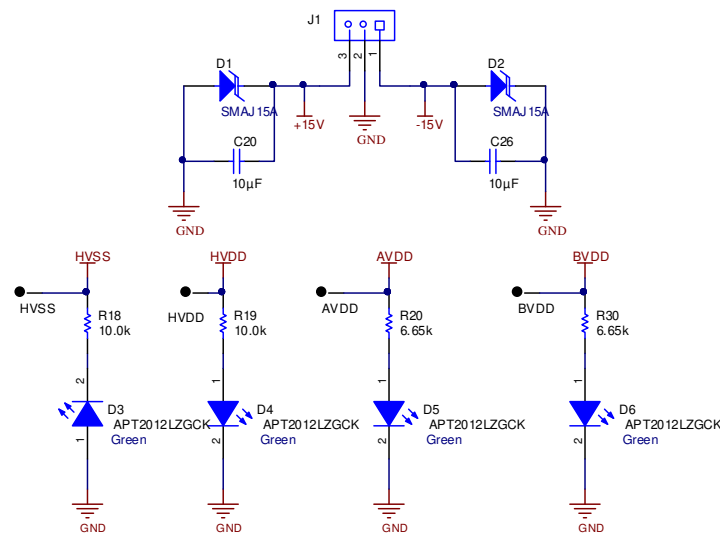 J1
3
2
1
D1
SMAJ15A
+15V
GND
-15V
D2
SMAJ15A
C20
10µF
C26
10µF
GND
GND
HVSS
HVDD
AVDD
BVDD
HVSS
HVDD
AVDD
BVDD
R18
10.0k
R19
10.0k
R20
6.65k
R30
6.65k
2
1
1
1
D3
APT2012LZGCK
Green
D4
APT2012LZGCK
Green
D5
APT2012LZGCK
Green
D6
APT2012LZGCK
Green
1
2
2
2
GND
GND
GND
GND